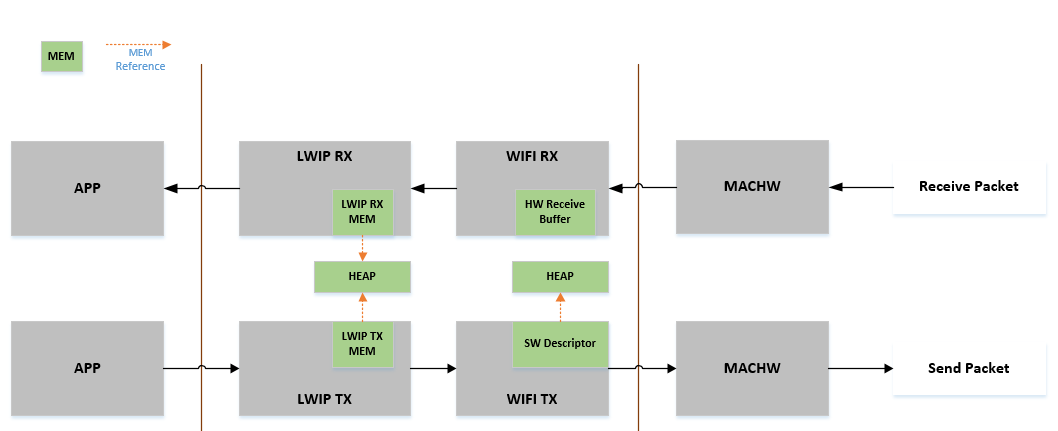 MEM
MEM
Reference
LWIP RX
WIFI RX
APP
MACHW
Receive Packet
LWIP RX
MEM
HW Receive
Buffer
HEAP
HEAP
LWIP TX
MEM
SW Descriptor
APP
MACHW
Send Packet
LWIP TX
WIFI TX